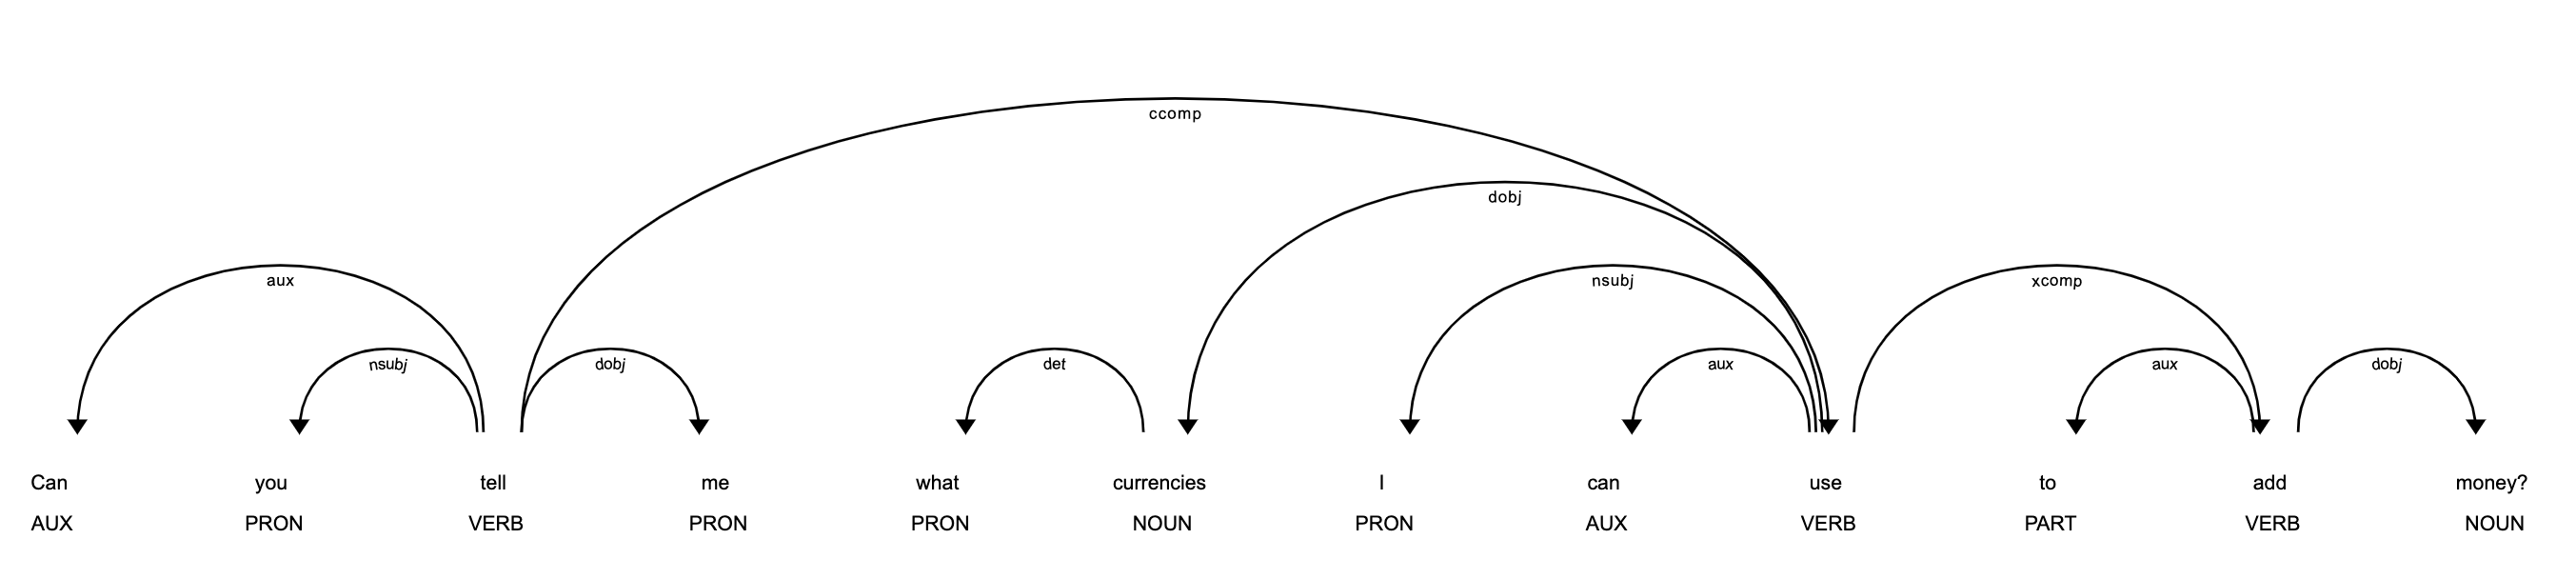 ccomp
dobj
aux nsubj xcomp
nsubj dobj det aux aux dobj
Can you tell me what currencies I can use to add money?
AUX PRON VERB PRON PRON NOUN PRON AUX VERB PART VERB NOUN